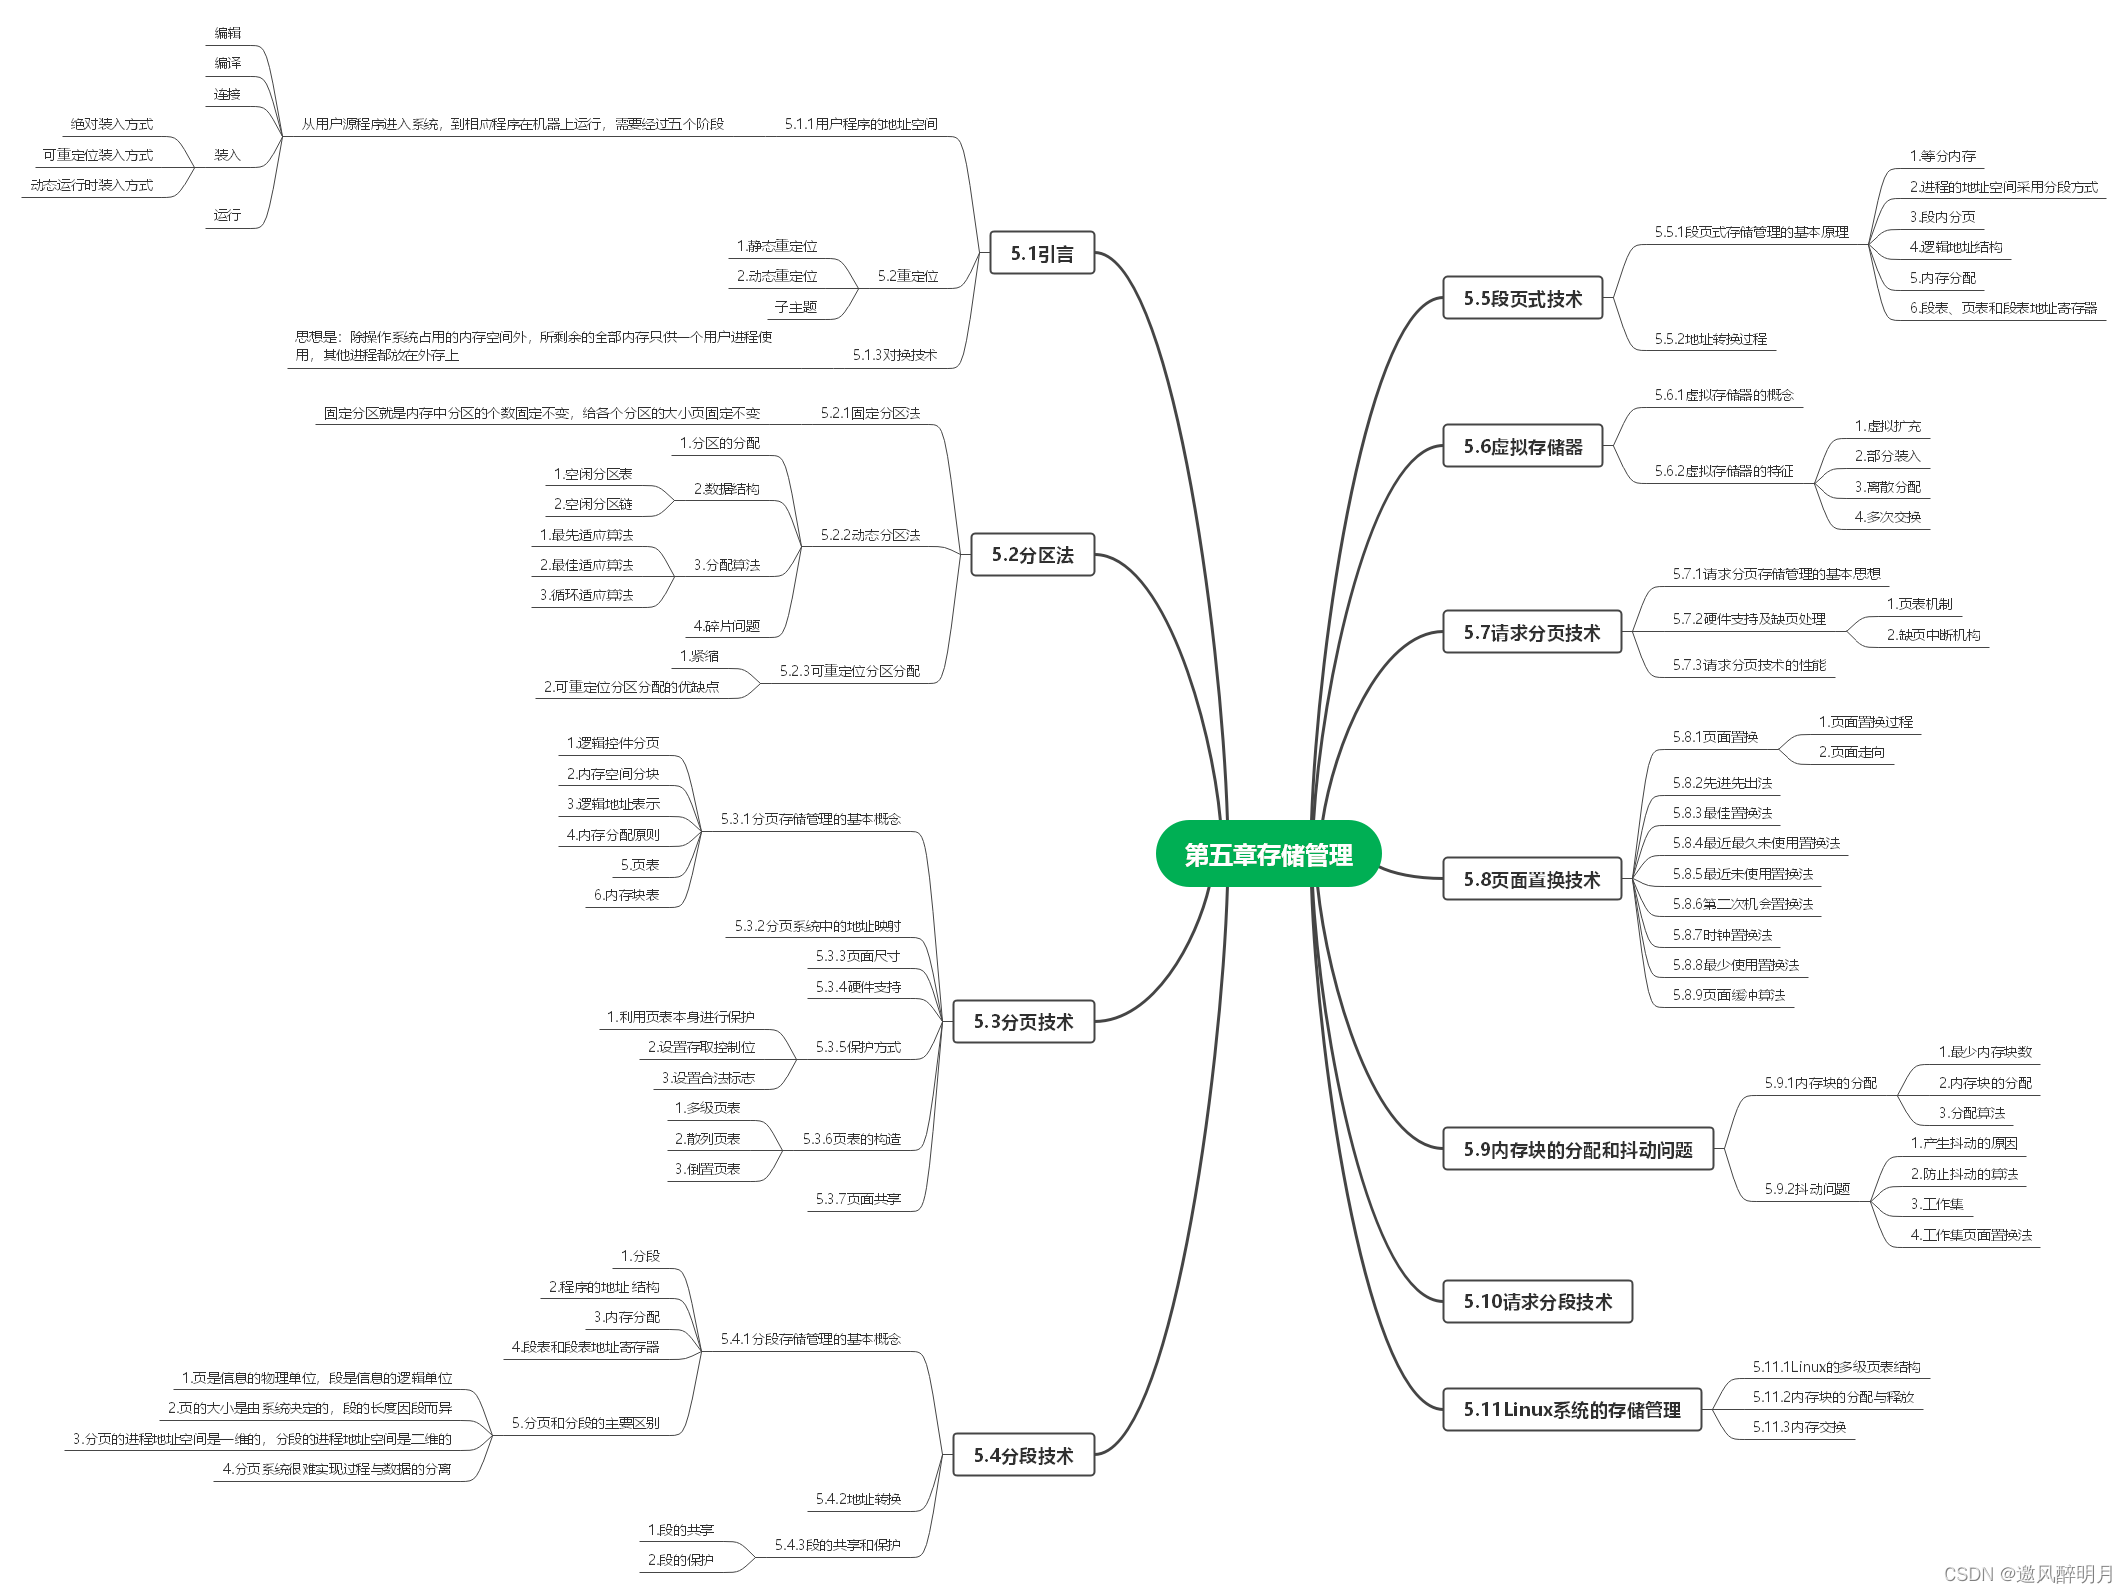 第五章存储管理
5.1引言
5.1.1用户程序的地址空间
从用户源程序进入系统，到相应程序在机器上运行，需要经过五个阶段
编辑
编译
连接
装入
绝对装入方式
可重定位装入方式
动态运行时装入方式
运行
5.2重定位
1.静态重定位
2.动态重定位
子主题
5.1.3对换技术
思想是：除操作系统占用的内存空间外，所剩余的全部内存只供一个用户进程使
用，其他进程都放在外存上
5.2分区法
5.2.1固定分区法
固定分区就是内存中分区的个数固定不变，给各个分区的大小页固定不变
5.2.2动态分区法
1.分区的分配
2.数据结构
1.空闲分区表
2.空闲分区链
3.分配算法
1.最先适应算法
2.最佳适应算法
3.循环适应算法
4.碎片问题
5.2.3可重定位分区分配
1.紧缩
2.可重定位分区分配的优缺点
5.3分页技术
5.3.1分页存储管理的基本概念
1.逻辑控件分页
2.内存空间分块
3.逻辑地址表示
4.内存分配原则
5.页表
6.内存块表
5.3.2分页系统中的地址映射
5.3.3页面尺寸
5.3.4硬件支持
5.3.5保护方式
1.利用页表本身进行保护
2.设置存取控制位
3.设置合法标志
5.3.6页表的构造
1.多级页表
2.散列页表
3.倒置页表
5.3.7页面共享
5.4分段技术
5.4.1分段存储管理的基本概念
1.分段
2.程序的地址结构
3.内存分配
4.段表和段表地址寄存器
5.分页和分段的主要区别
1.页是信息的物理单位，段是信息的逻辑单位
2.页的大小是由系统决定的，段的长度因段而异
3.分页的进程地址空间是一维的，分段的进程地址空间是二维的
4.分页系统很难实现过程与数据的分离
5.4.2地址转换
5.4.3段的共享和保护
1.段的共享
2.段的保护
5.5段页式技术
5.5.1段页式存储管理的基本原理
1.等分内存
2.进程的地址空间采用分段方式
3.段内分页
4.逻辑地址结构
5.内存分配
6.段表、页表和段表地址寄存器
5.5.2地址转换过程
5.6虚拟存储器
5.6.1虚拟存储器的概念
5.6.2虚拟存储器的特征
1.虚拟扩充
2.部分装入
3.离散分配
4.多次交换
5.7请求分页技术
5.7.1请求分页存储管理的基本思想
5.7.2硬件支持及缺页处理
1.页表机制
2.缺页中断机构
5.7.3请求分页技术的性能
5.8页面置换技术
5.8.1页面置换
1.页面置换过程
2.页面走向
5.8.2先进先出法
5.8.3最佳置换法
5.8.4最近最久未使用置换法
5.8.5最近未使用置换法
5.8.6第二次机会置换法
5.8.7时钟置换法
5.8.8最少使用置换法
5.8.9页面缓冲算法
5.9内存块的分配和抖动问题
5.9.1内存块的分配
1.最少内存块数
2.内存块的分配
3.分配算法
5.9.2抖动问题
1.产生抖动的原因
2.防止抖动的算法
3.工作集
4.工作集页面置换法
5.10请求分段技术
5.11Linux系统的存储管理
5.11.1Linux的多级页表结构
5.11.2内存块的分配与释放
5.11.3内存交换
CSDN @邀风醉明月